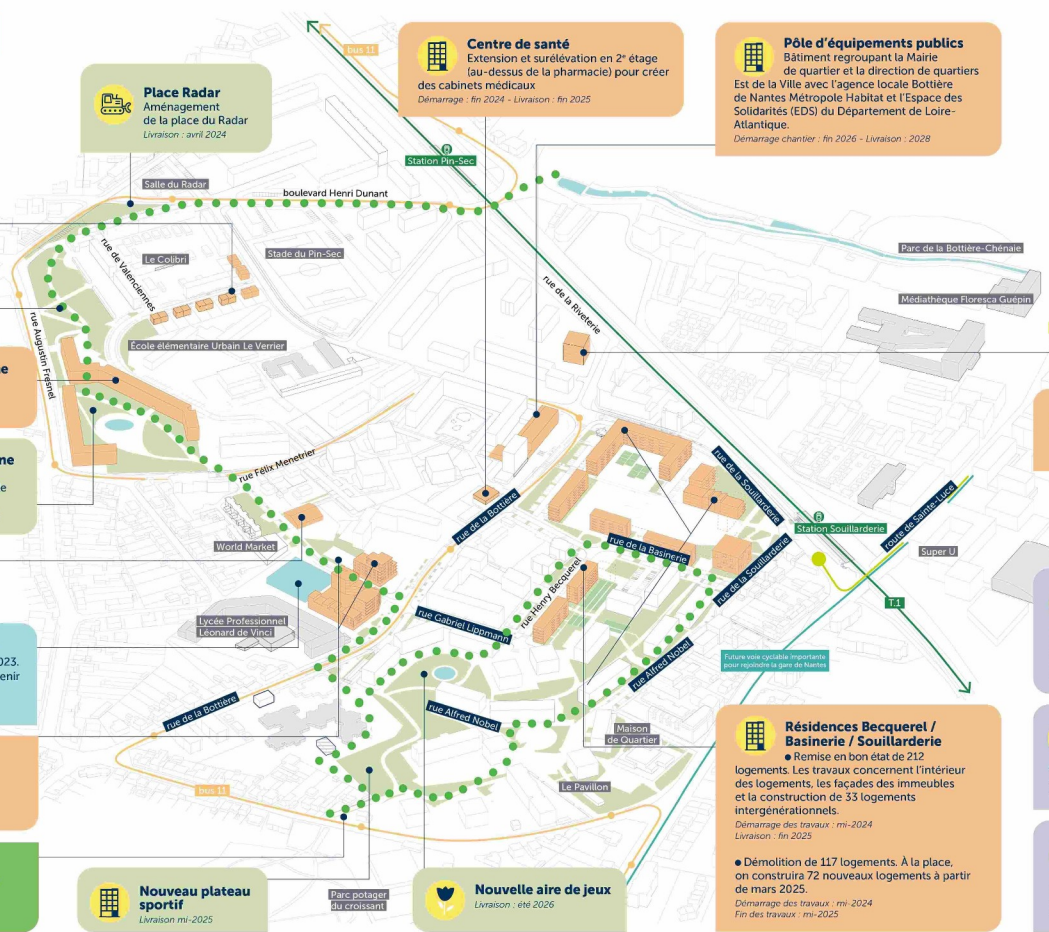 bus 11
Centre de santé
Extension et surélévation en 2ᵉ étage
(au-dessus de la pharmacie) pour créer
des cabinets médicaux
Démarrage : fin 2024 - Livraison : fin 2025
Pôle d'équipements publics
Bâtiment regroupant la Mairie
de quartier et la direction de quartiers
Est de la Ville avec l'agence locale Bottière
de Nantes Métropole Habitat et l'Espace des
Solidarités (EDS) du Département de Loire-
Atlantique.
Démarrage chantier : fin 2026 - Livraison : 2028
Place Radar
Aménagement
de la place du Radar
Livraison : avril 2024
Station Pin-Sec
Salle du Radar
boulevard Henri Dunant
Le Colibri
Stade du Pin-Sec
rue de Valenciennes
Parc de la Bottière-Chénaie
Médiathèque Floresca Guépin
rue de la Riveterie
rue Augustin Fresnel
École élémentaire Urbain Le Verrier
ne
ne
e
rue Félix Menetrier
rue de la Souillarderie
rue de la Bottière
route de Sainte-Luce
Station Souillarderie
World Market
rue de la Basinerie
rue de la Souillarderie
Super U
rue Henry Becquerel
T.1
Lycée Professionnel
Léonard de Vinci
rue Gabriel Lippmann
Future voie cyclable importante
pour rejoindre la gare de Nantes
023.
enir
rue Alfred Nobel
rue de la Bottière
rue Alfred Nobel
Maison
de Quartier
Le Pavillon
bus 11
Résidences Becquerel /
Basinerie / Souillarderie
● Remise en bon état de 212
logements. Les travaux concernent l'intérieur
des logements, les façades des immeubles
et la construction de 33 logements
intergénérationnels.
Démarrage des travaux : mi-2024
Livraison : fin 2025
● Démolition de 117 logements. À la place,
on construira 72 nouveaux logements à partir
de mars 2025.
Démarrage des travaux : mi-2024
Fin des travaux : mi-2025
Nouveau plateau
sportif
Livraison mi-2025
Parc potager
du croissant
Nouvelle aire de jeux
Livraison : été 2026